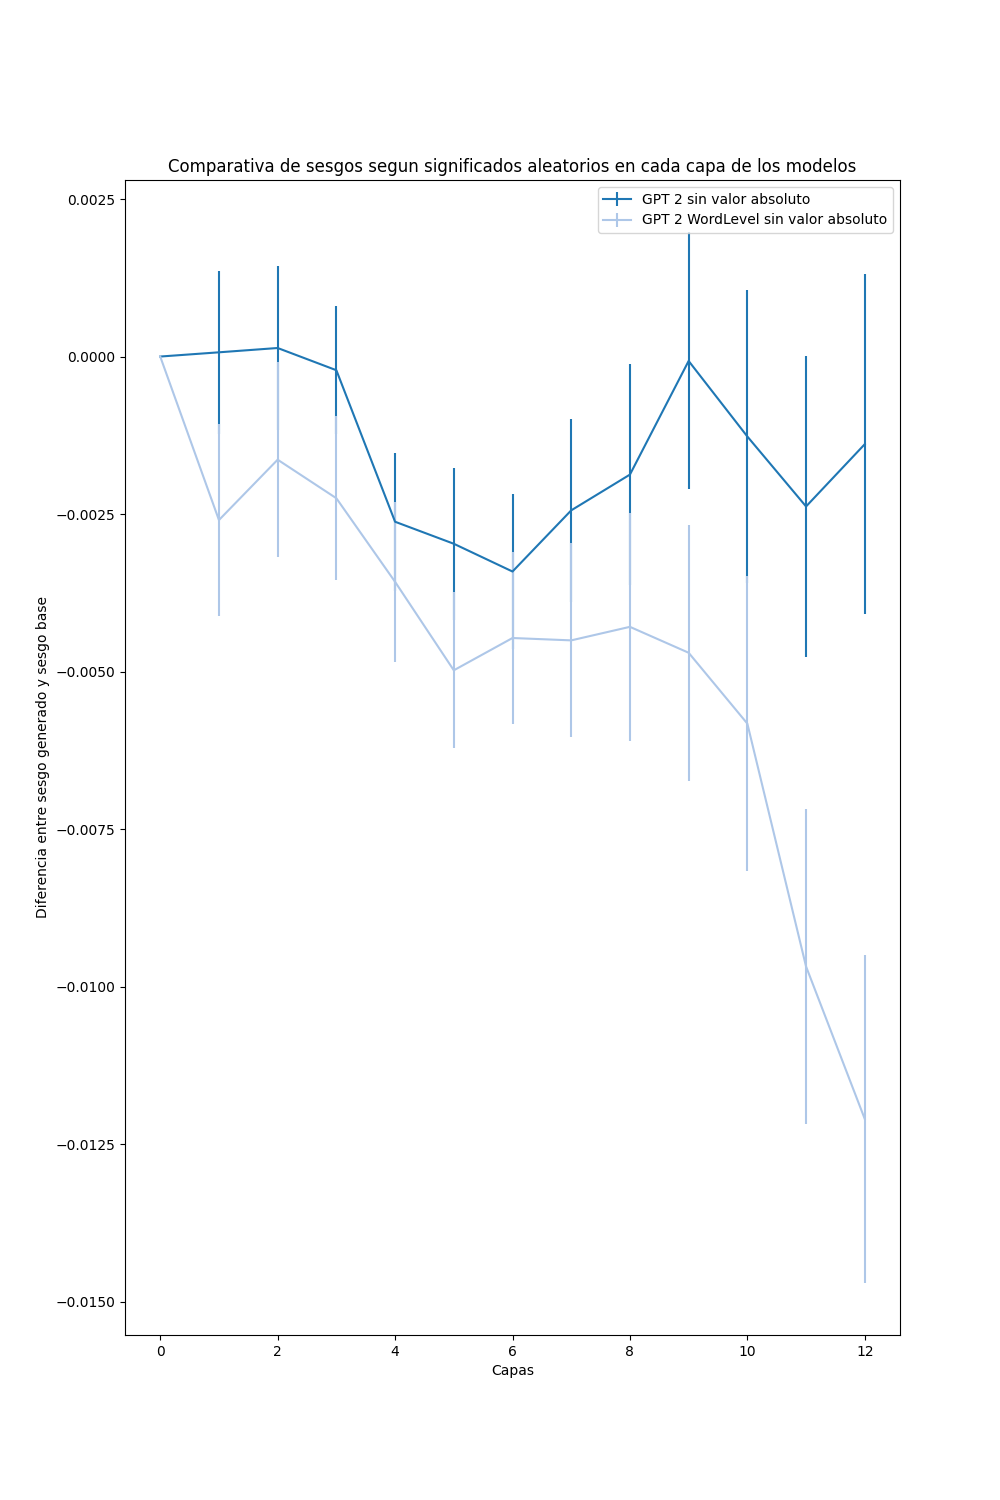 Comparativa de sesgos segun significados aleatorios en cada capa de los modelos
GPT 2 sin valor absoluto
GPT 2 WordLevel sin valor absoluto
0.0025
0.0000
−0.0025
−0.0050
−0.0075
−0.0100
−0.0125
−0.0150
Diferencia entre sesgo generado y sesgo base
0 2 4 6 8 10 12
Capas